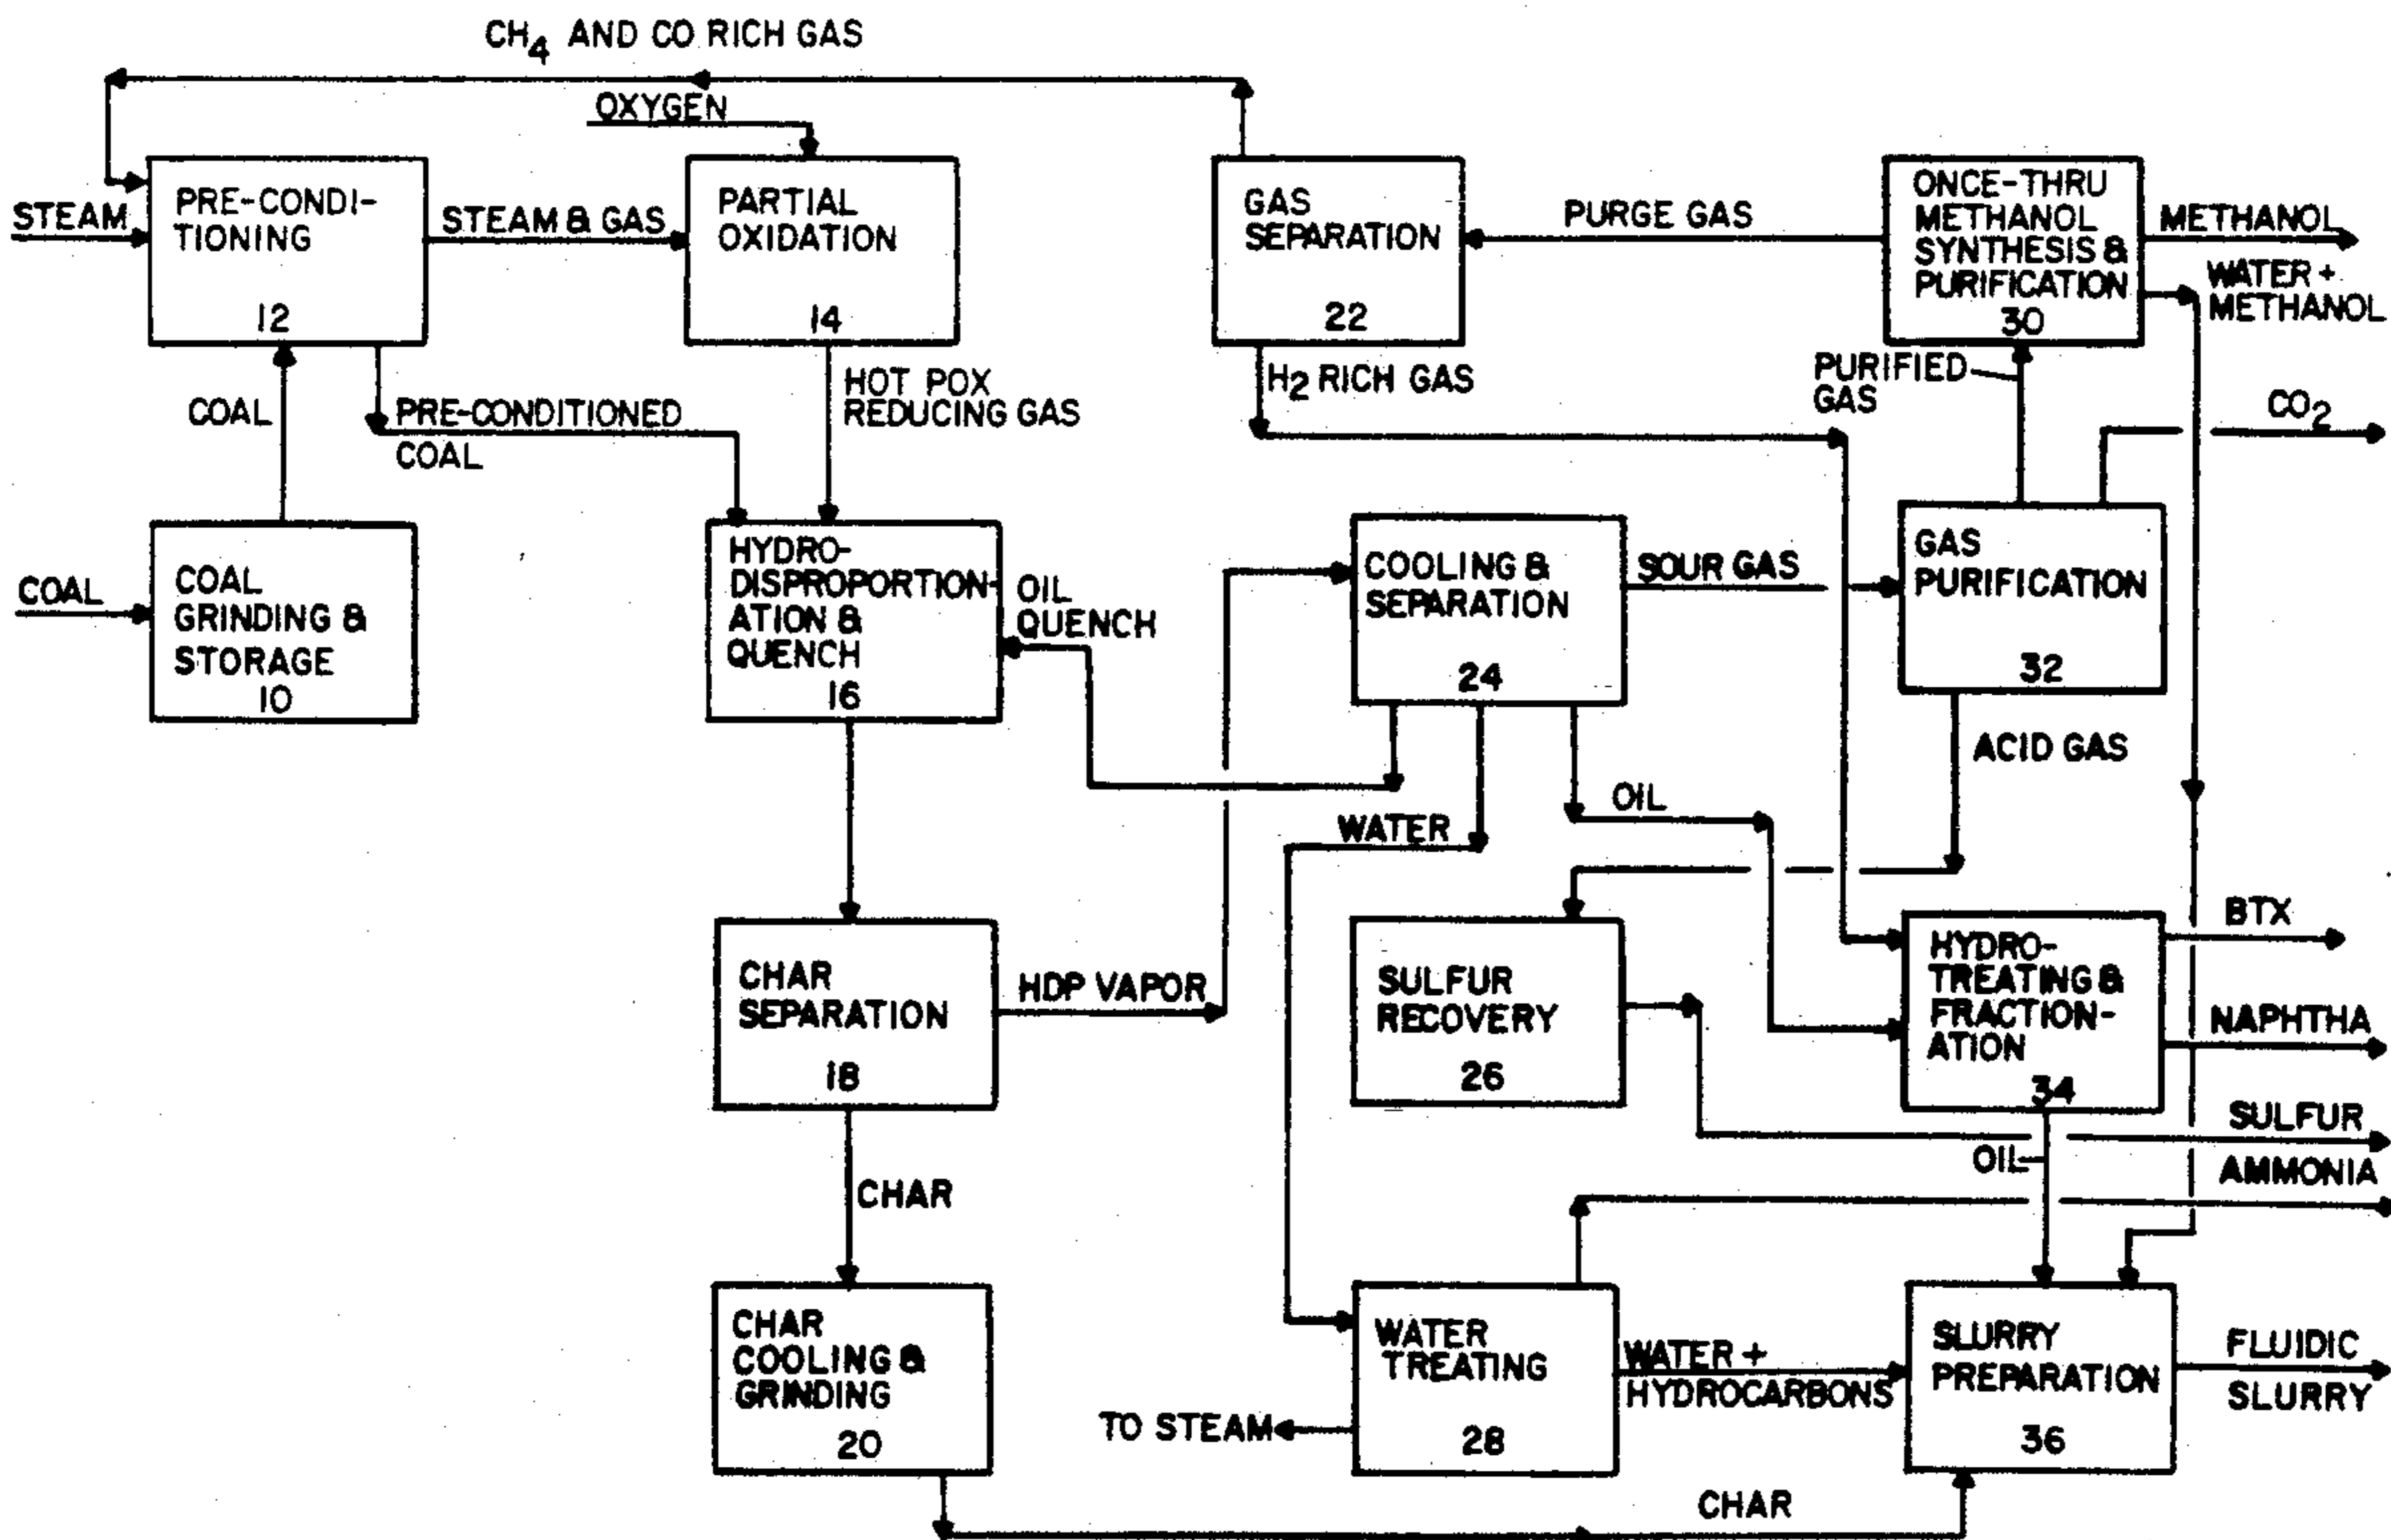 CH4 AND CO RICH GAS
OXYGEN
STEAM
PRE-CONDI-
TIONING
12
STEAM & GAS
PARTIAL
OXIDATION
14
GAS
SEPARATION
22
PURGE GAS
ONCE-THRU
METHANOL
SYNTHESIS &
PURIFICATION
30
METHANOL
WATER +
METHANOL
COAL
PRE-CONDITIONED
COAL
HOT POX
REDUCING GAS
H2 RICH GAS
PURIFIED
GAS
CO2
COAL
COAL
GRINDING &
STORAGE
10
HYDRO-
DISPROPORTION-
ATION &
QUENCH
16
OIL
QUENCH
COOLING &
SEPARATION
24
SOUR GAS
GAS
PURIFICATION
32
ACID GAS
OIL
WATER
CHAR
SEPARATION
18
HDP VAPOR
SULFUR
RECOVERY
26
HYDRO-
TREATING &
FRACTION-
ATION
34
BTX
NAPHTHA
SULFUR
OIL
AMMONIA
CHAR
CHAR
COOLING &
GRINDING
20
WATER
TREATING
28
TO STEAM
WATER +
HYDROCARBONS
SLURRY
PREPARATION
36
FLUIDIC
SLURRY
CHAR